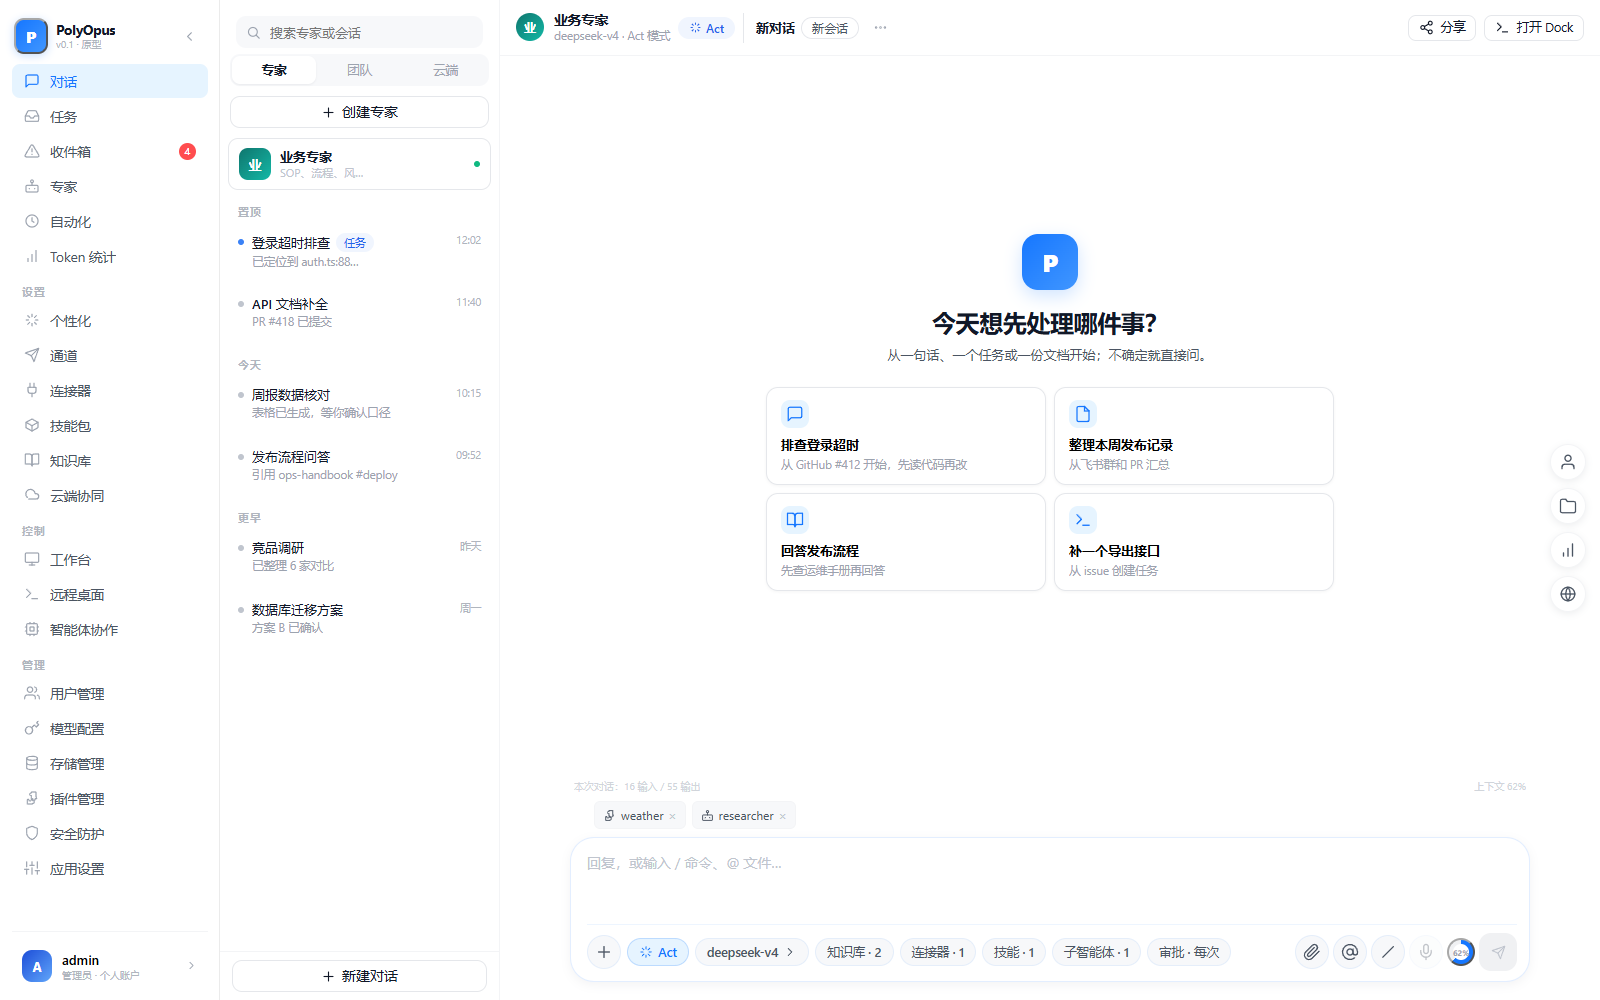 PolyOpus
v0.1 · 原型
对话
任务
收件箱
4
专家
自动化
Token 统计
设置
个性化
通道
连接器
技能包
知识库
云端协同
控制
工作台
远程桌面
智能体协作
管理
用户管理
模型配置
存储管理
插件管理
安全防护
应用设置
A
admin
管理员 · 个人账户
搜索专家或会话
专家
团队
云端
创建专家
业务专家
SOP、流程、风...
置顶
登录超时排查 任务 12:02
已定位到 auth.ts:88...
API 文档补全 11:40
PR #418 已提交
今天
周报数据核对 10:15
表格已生成，等你确认口径
发布流程问答 09:52
引用 ops-handbook #deploy
更早
竞品调研 昨天
已整理 6 家对比
数据库迁移方案 周一
方案 B 已确认
新建对话
业务专家
deepseek-v4 · Act 模式
Act
新对话
新会话
分享
打开 Dock
P
今天想先处理哪件事？
从一句话、一个任务或一份文档开始；不确定就直接问。
排查登录超时
从 GitHub #412 开始，先读代码再改
整理本周发布记录
从飞书群和 PR 汇总
回答发布流程
先查运维手册再回答
补一个导出接口
从 issue 创建任务
本次对话：16 输入 / 55 输出
上下文 62%
weather ×
researcher ×
回复，或输入 / 命令、@ 文件...
Act
deepseek-v4
知识库 · 2
连接器 · 1
技能 · 1
子智能体 · 1
审批 · 每次
62%